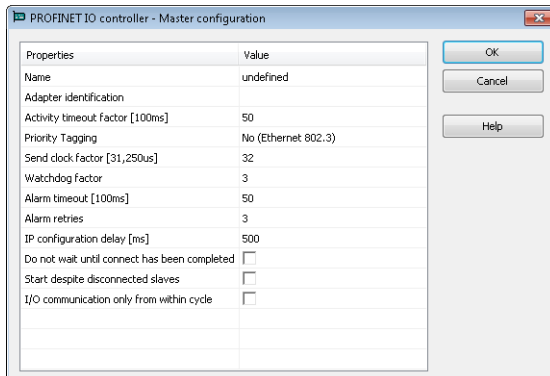 PROFINET IO controller - Master configuration
Properties Value
Name undefined
Adapter identification
Activity timeout factor [100ms] 50
Priority Tagging No (Ethernet 802.3)
Send clock factor [31,250us] 32
Watchdog factor 3
Alarm timeout [100ms] 50
Alarm retries 3
IP configuration delay [ms] 500
Do not wait until connect has been completed
Start despite disconnected slaves
I/O communication only from within cycle
OK
Cancel
Help